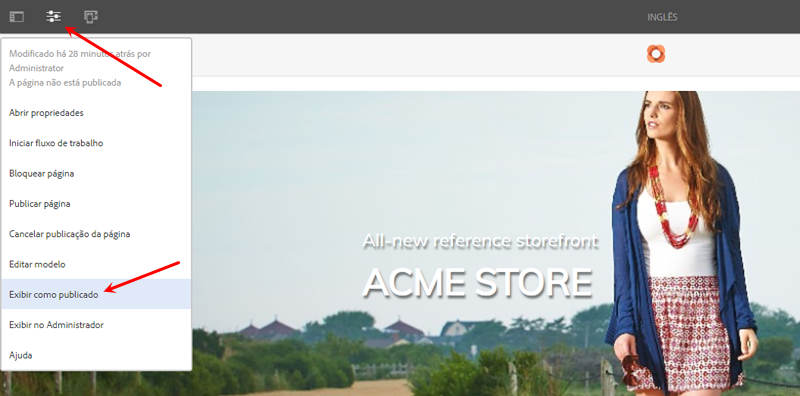 INGLÊS
Modificado há 28 minutos atrás por
Administrator
A página não está publicada
Abrir propriedades
Iniciar fluxo de trabalho
Bloquear página
Publicar página
Cancelar publicação da página
Editar modelo
Exibir como publicado
Exibir no Administrador
Ajuda
All-new reference storefront
ACME STORE